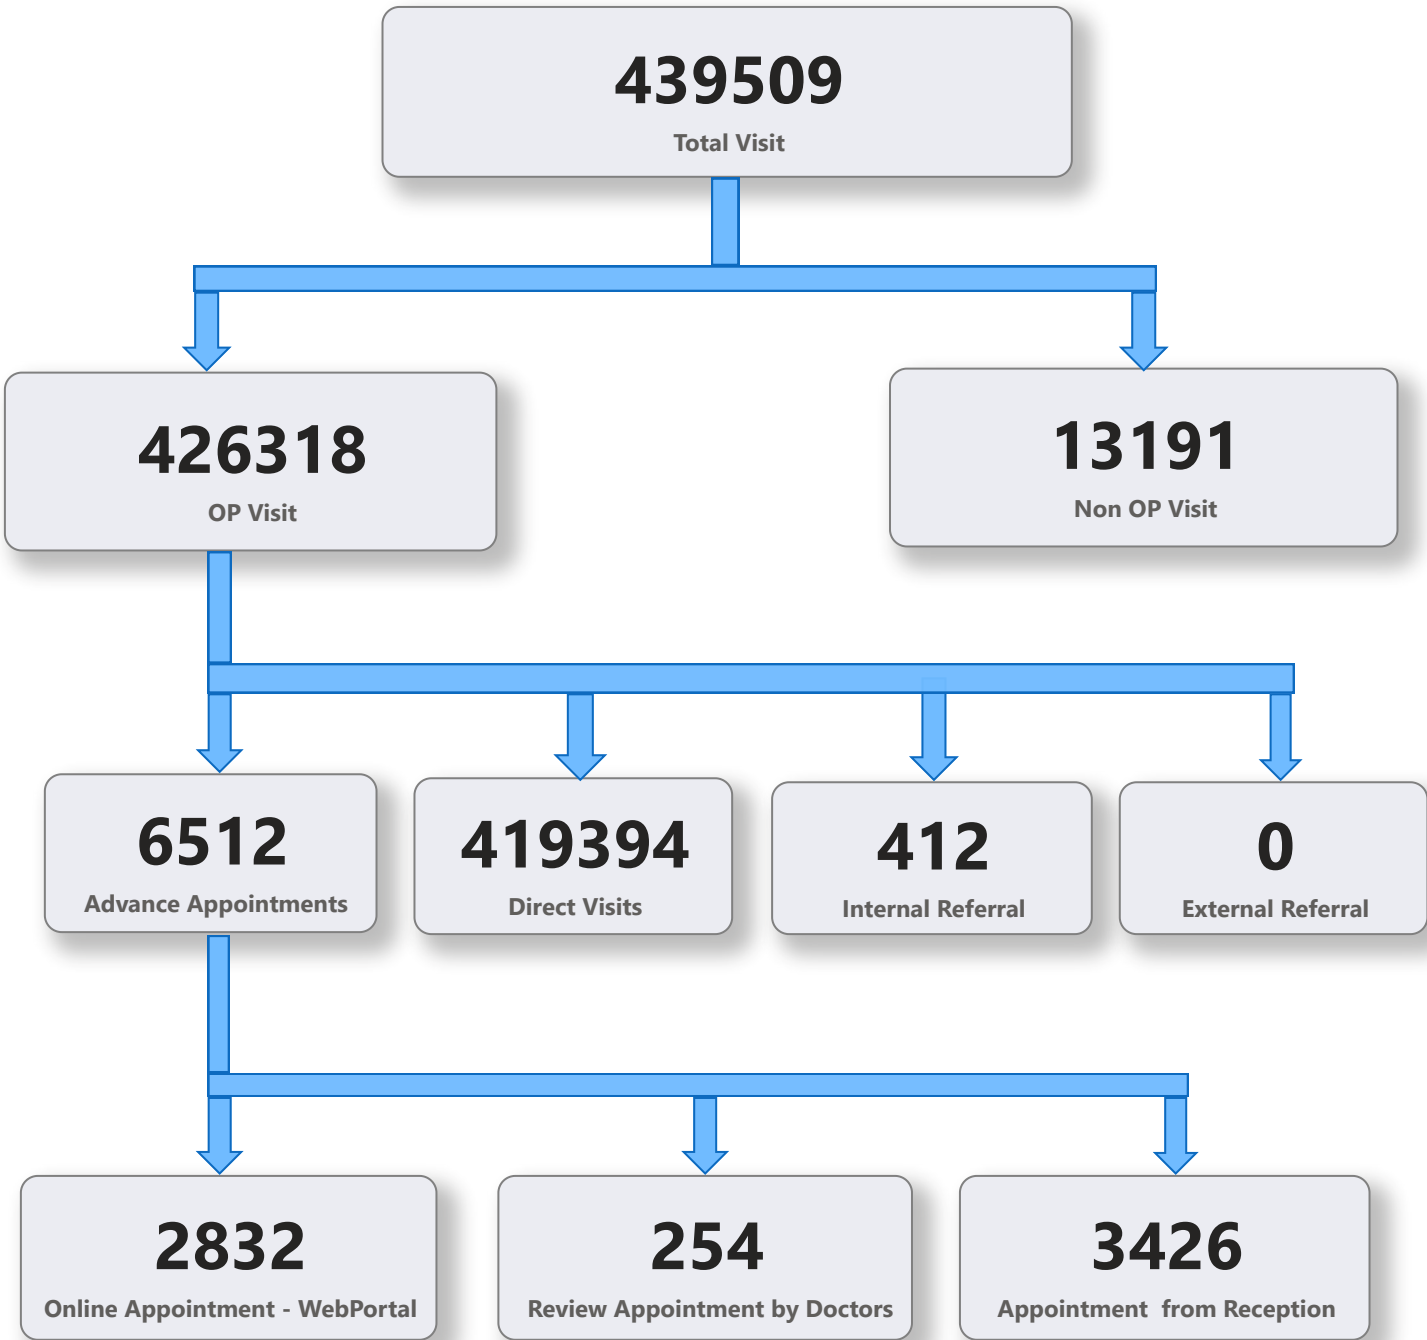 439509
Total Visit
426318
OP Visit
13191
Non OP Visit
6512
Advance Appointments
419394
Direct Visits
412
Internal Referral
0
External Referral
2832
Online Appointment - WebPortal
254
Review Appointment by Doctors
3426
Appointment  from Reception